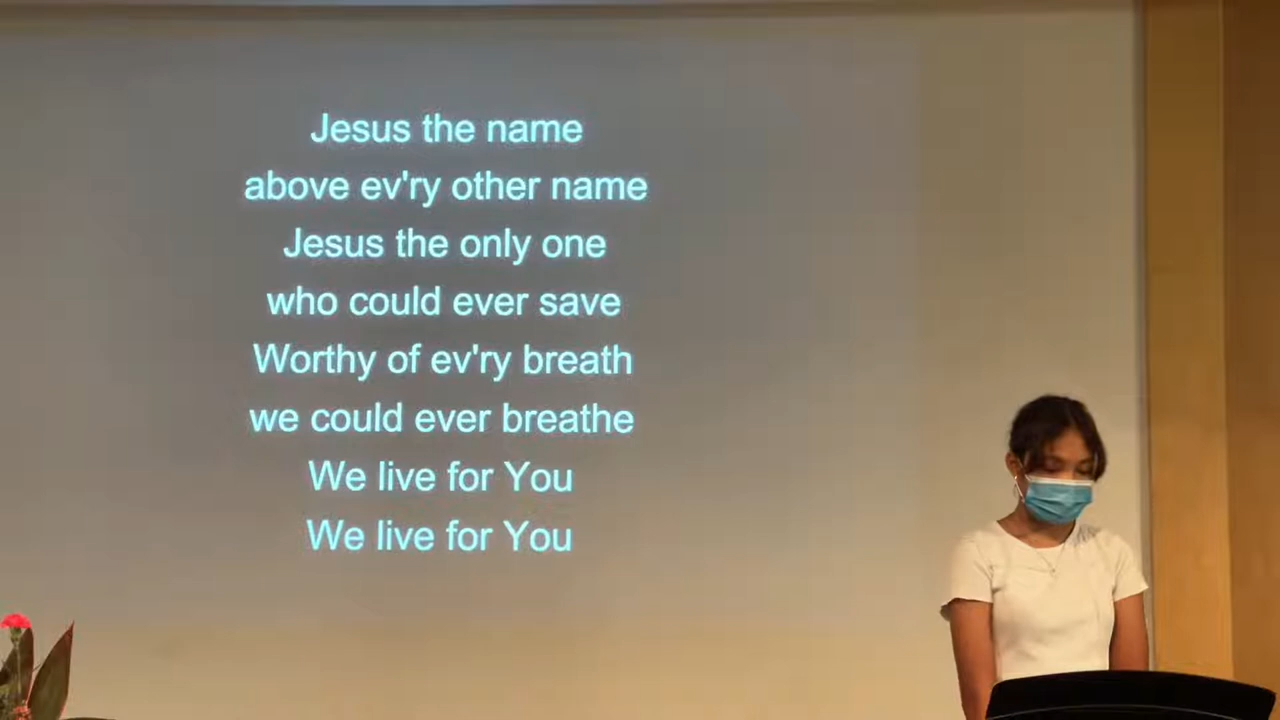 Jesus the name
above ev'ry other name
Jesus the only one
who could ever save
Worthy of ev'ry breath
we could ever breathe
We live for You
We live for You